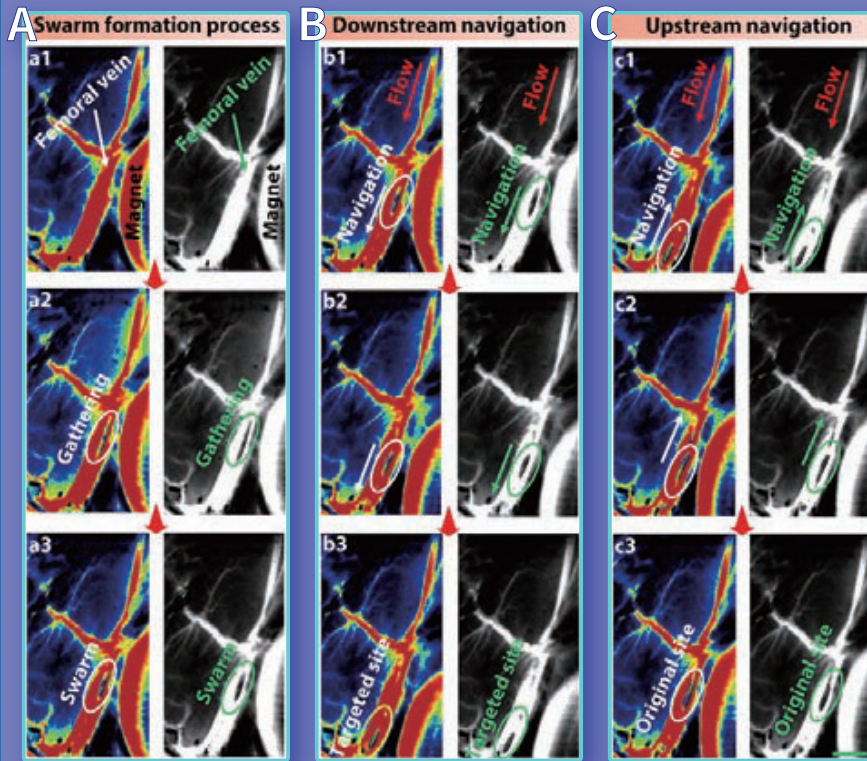 A Swarm formation process
B Downstream navigation
C Upstream navigation
a1
Femoral vein
Magnet
Femoral vein
Magnet
b1
Flow
Navigation
Flow
Navigation
c1
Flow
Navigation
Flow
Navigation
a2
Gathering
Gathering
b2
c2
a3
Swarm
Swarm
b3
Targeted site
Targeted site
c3
Original site
Original site